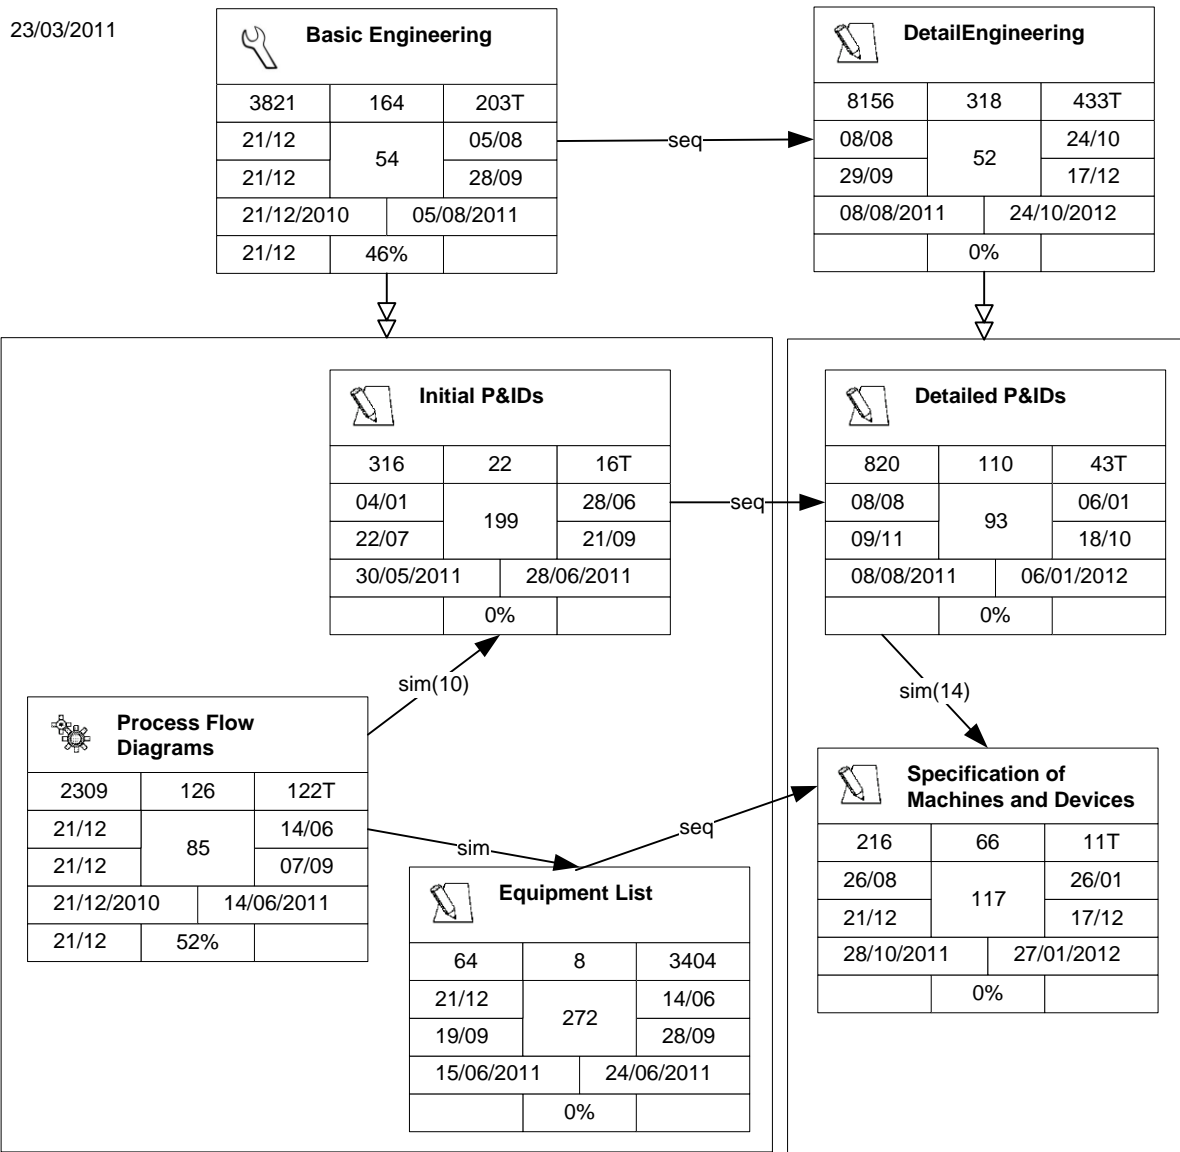 23/03/2011
Basic Engineering
3821 164 203T
21/12 54 05/08
21/12 28/09
21/12/2010 05/08/2011
21/12 46%
seq
DetailEngineering
8156 318 433T
08/08 52 24/10
29/09 17/12
08/08/2011 24/10/2012
0%
Initial P&IDs
316 22 16T
04/01 199 28/06
22/07 21/09
30/05/2011 28/06/2011
0%
seq
Detailed P&IDs
820 110 43T
08/08 93 06/01
09/11 18/10
08/08/2011 06/01/2012
0%
sim(10)
sim(14)
Process Flow
Diagrams
2309 126 122T
21/12 85 14/06
21/12 07/09
21/12/2010 14/06/2011
21/12 52%
sim
seq
Equipment List
64 8 3404
21/12 272 14/06
19/09 28/09
15/06/2011 24/06/2011
0%
Specification of
Machines and Devices
216 66 11T
26/08 117 26/01
21/12 17/12
28/10/2011 27/01/2012
0%